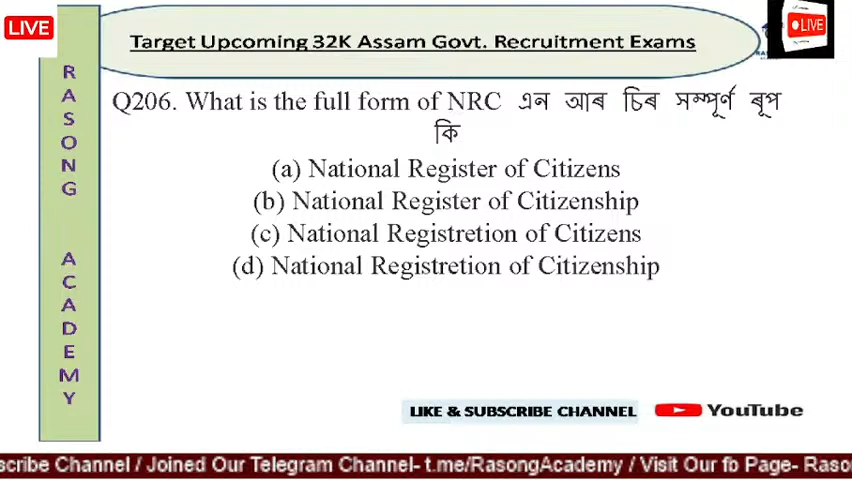 LIVE
LIVE
Target Upcoming 32K Assam Govt. Recruitment Exams
RASONG ACADEMY
Q206. What is the full form of NRC এন আৰ চিৰ সম্পূৰ্ণ ৰূপ
কি
(a) National Register of Citizens
(b) National Register of Citizenship
(c) National Registretion of Citizens
(d) National Registretion of Citizenship
LIKE & SUBSCRIBE CHANNEL YouTube
scribe Channel / Joined Our Telegram Channel- t.me/RasongAcademy / Visit Our fb Page- Raso